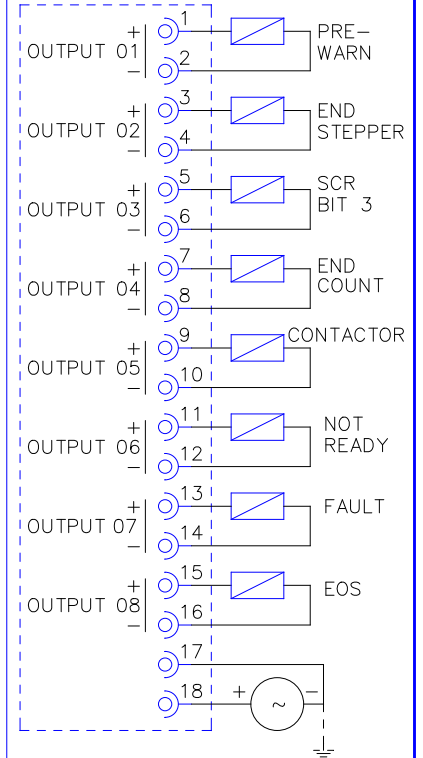 1
+
OUTPUT 01
PRE-
WARN
-
2
3
+
OUTPUT 02
END
STEPPER
-
4
5
+
OUTPUT 03
SCR
BIT 3
-
6
7
+
OUTPUT 04
END
COUNT
-
8
9
+
OUTPUT 05
CONTACTOR
-
10
11
+
OUTPUT 06
NOT
READY
-
12
13
+
OUTPUT 07
FAULT
-
14
15
+
OUTPUT 08
EOS
-
16
17
18
+
~
-